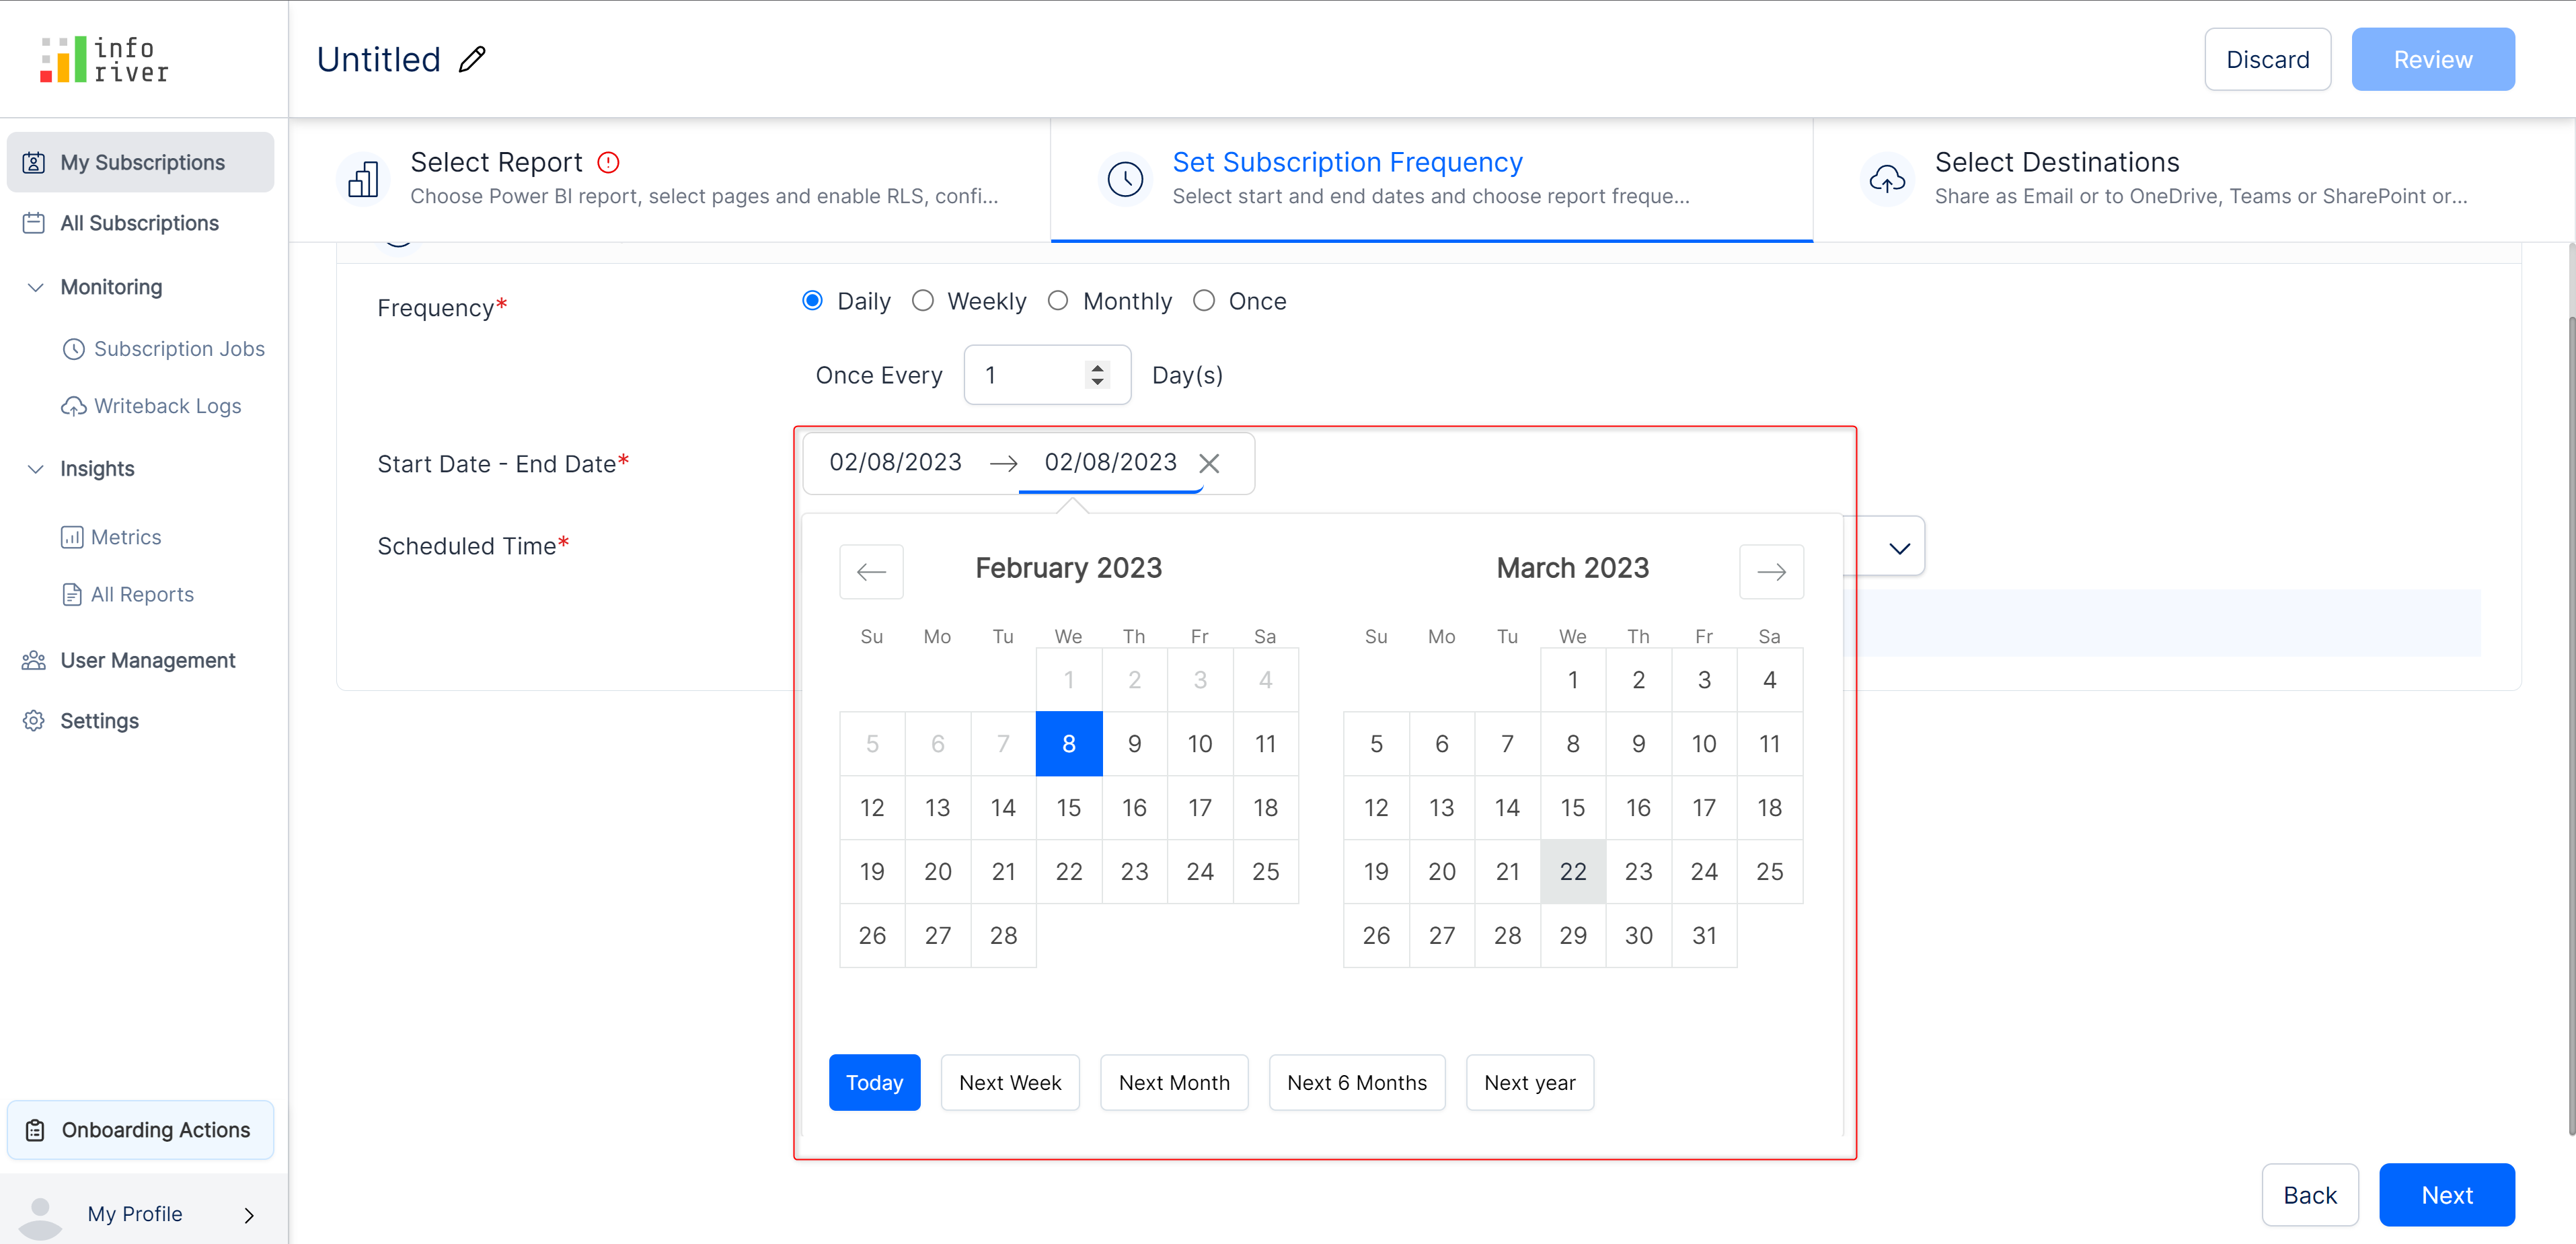 info
river
Untitled
Discard
Review
My Subscriptions
All Subscriptions
Monitoring
Subscription Jobs
Writeback Logs
Insights
Metrics
All Reports
User Management
Settings
Onboarding Actions
My Profile
Select Report
Choose Power BI report, select pages and enable RLS, confi...
Set Subscription Frequency
Select start and end dates and choose report freque...
Select Destinations
Share as Email or to OneDrive, Teams or SharePoint or...
Frequency*
Daily Weekly Monthly Once
Once Every 1 Day(s)
Start Date - End Date*
02/08/2023 → 02/08/2023
Scheduled Time*
February 2023
Su Mo Tu We Th Fr Sa
1 2 3 4
5 6 7 8 9 10 11
12 13 14 15 16 17 18
19 20 21 22 23 24 25
26 27 28
March 2023
Su Mo Tu We Th Fr Sa
1 2 3 4
5 6 7 8 9 10 11
12 13 14 15 16 17 18
19 20 21 22 23 24 25
26 27 28 29 30 31
Today Next Week Next Month Next 6 Months Next year
Back Next